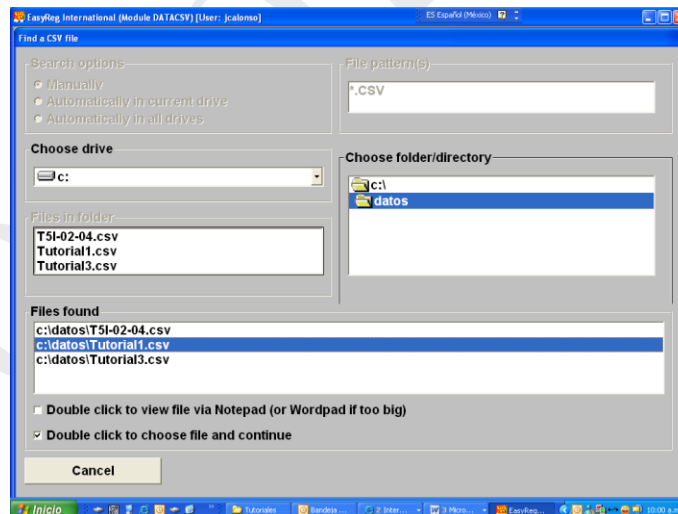 EasyReg International (Module DATACSV) [User: jcalonso]
ES Español (México)
Find a CSV file
Search options
Manually
Automatically in current drive
Automatically in all drives
File pattern(s)
*.CSV
Choose drive
c:
Choose folder/directory
c:\
datos
Files in folder
T5I-02-04.csv
Tutorial1.csv
Tutorial3.csv
Files found
c:\datos\T5I-02-04.csv
c:\datos\Tutorial1.csv
c:\datos\Tutorial3.csv
Double click to view file via Notepad (or Wordpad if too big)
Double click to choose file and continue
Cancel
Inicio
Tutoriales
Bandeja ...
2 Inter...
3 Micro...
EasyReg...
10:00 a.m.